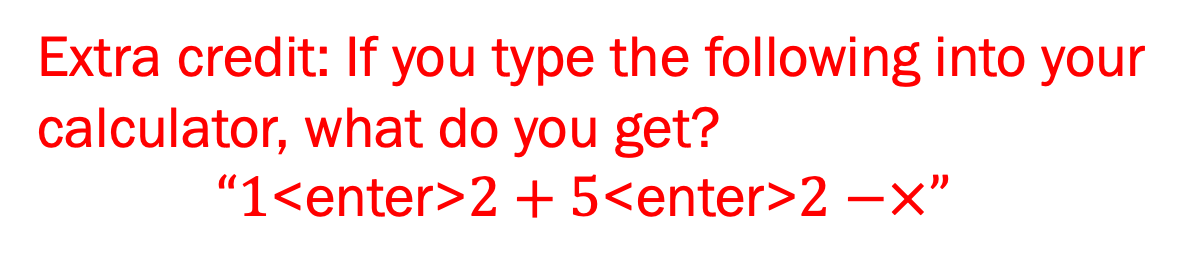 Extra credit: If you type the following into your
calculator, what do you get?
“1<enter>2 + 5<enter>2 −×”